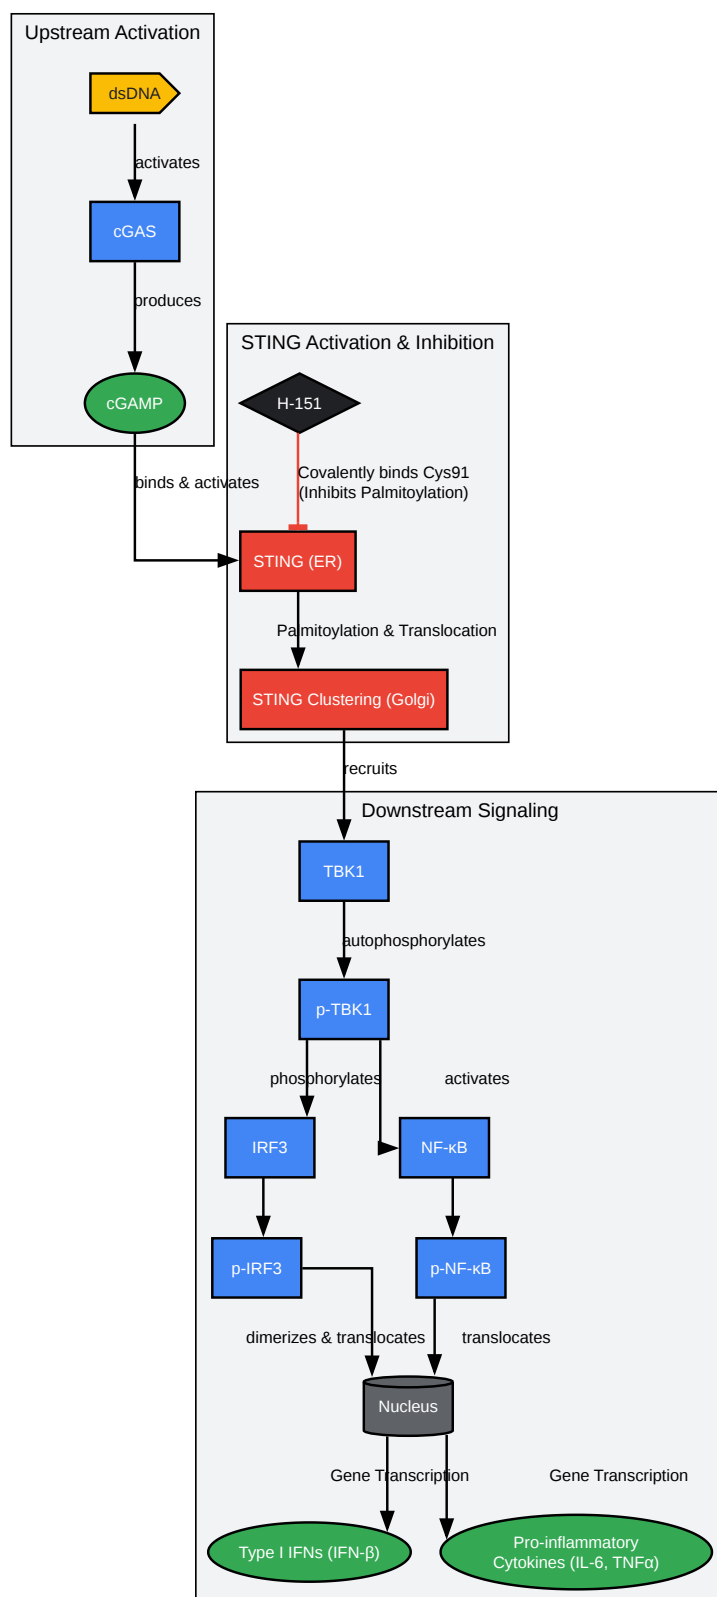 Upstream Activation
dsDNA
activates
cGAS
produces
cGAMP
binds & activates
STING Activation & Inhibition
H-151
Covalently binds Cys91
(Inhibits Palmitoylation)
STING (ER)
Palmitoylation & Translocation
STING Clustering (Golgi)
recruits
Downstream Signaling
TBK1
autophosphorylates
p-TBK1
phosphorylates
activates
IRF3
NF-κB
p-IRF3
p-NF-κB
dimerizes & translocates
translocates
Nucleus
Gene Transcription
Gene Transcription
Type I IFNs (IFN-β)
Pro-inflammatory
Cytokines (IL-6, TNFα)